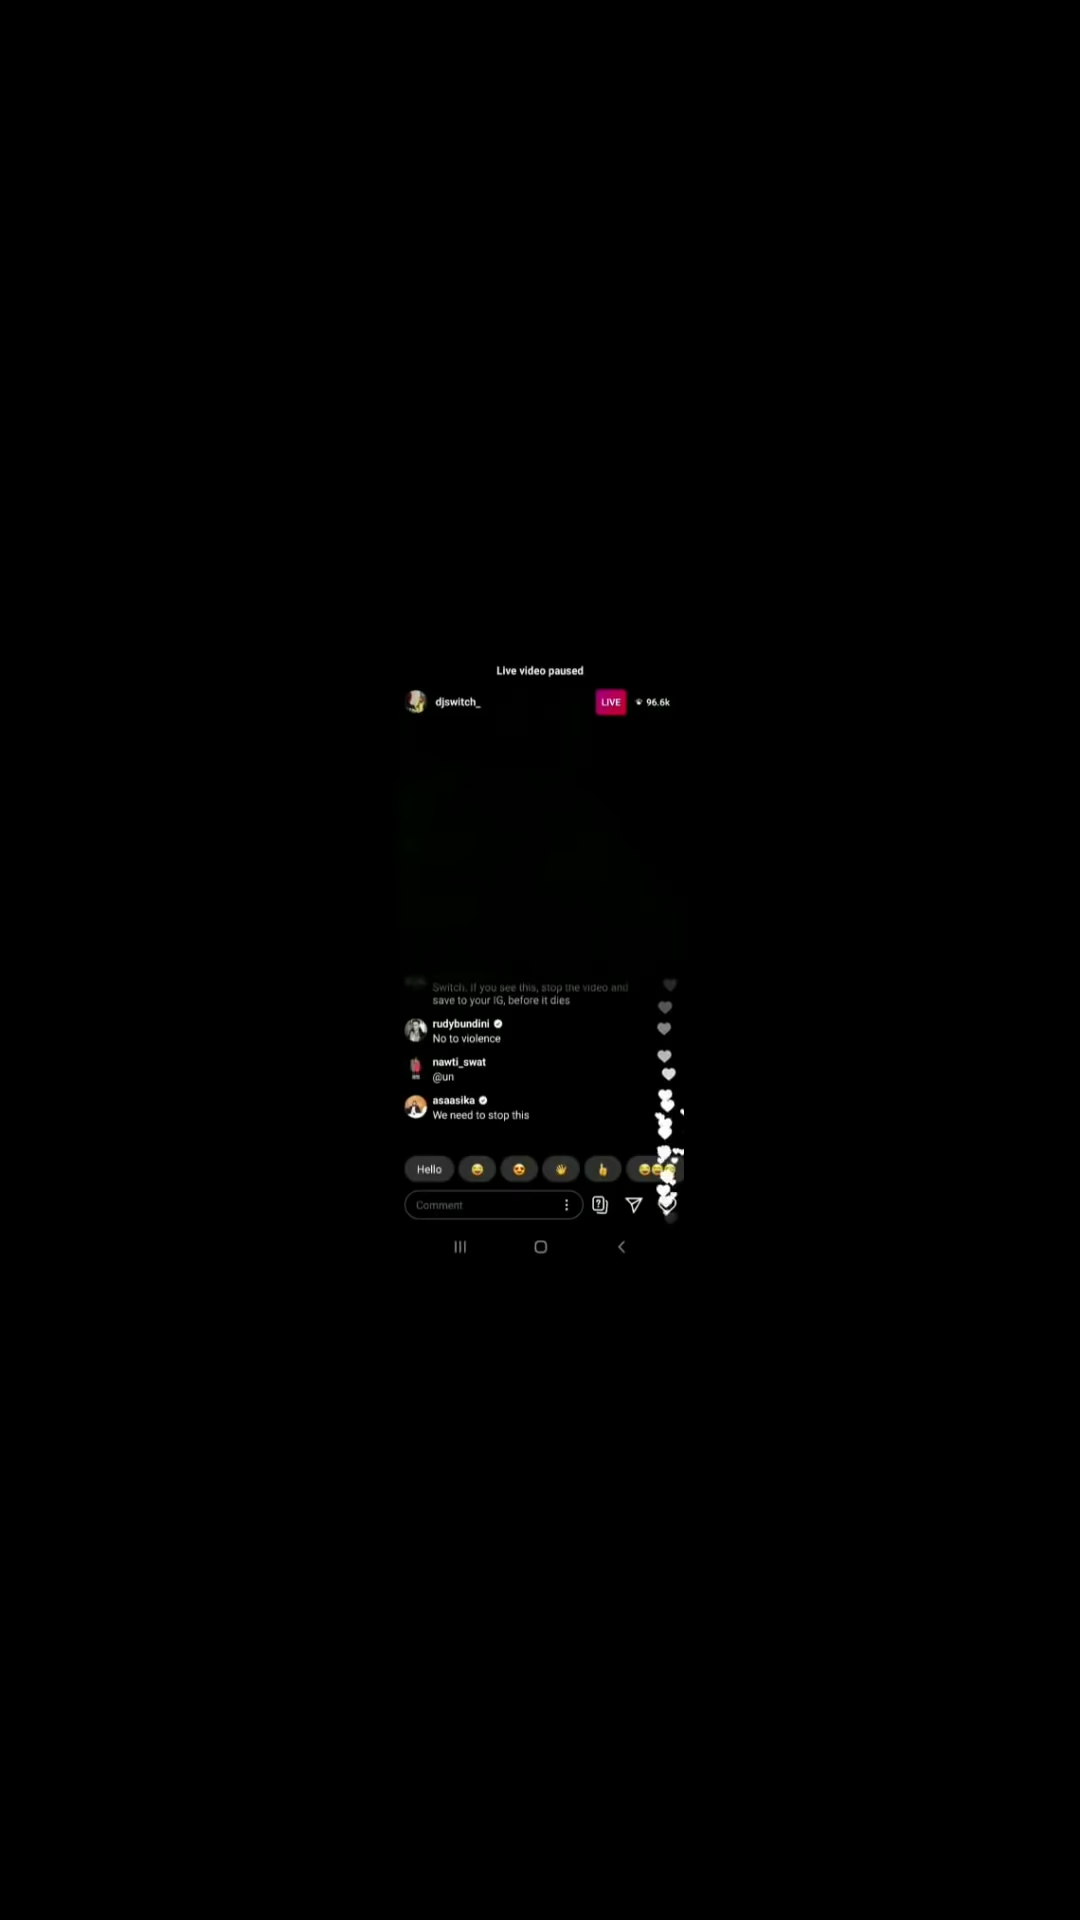 Live video paused
djswitch_
LIVE
96.6k
Switch. If you see this, stop the video and
save to your IG, before it dies
rudybundini
No to violence
nawti_swat
@un
asaasika
We need to stop this
Hello
Comment